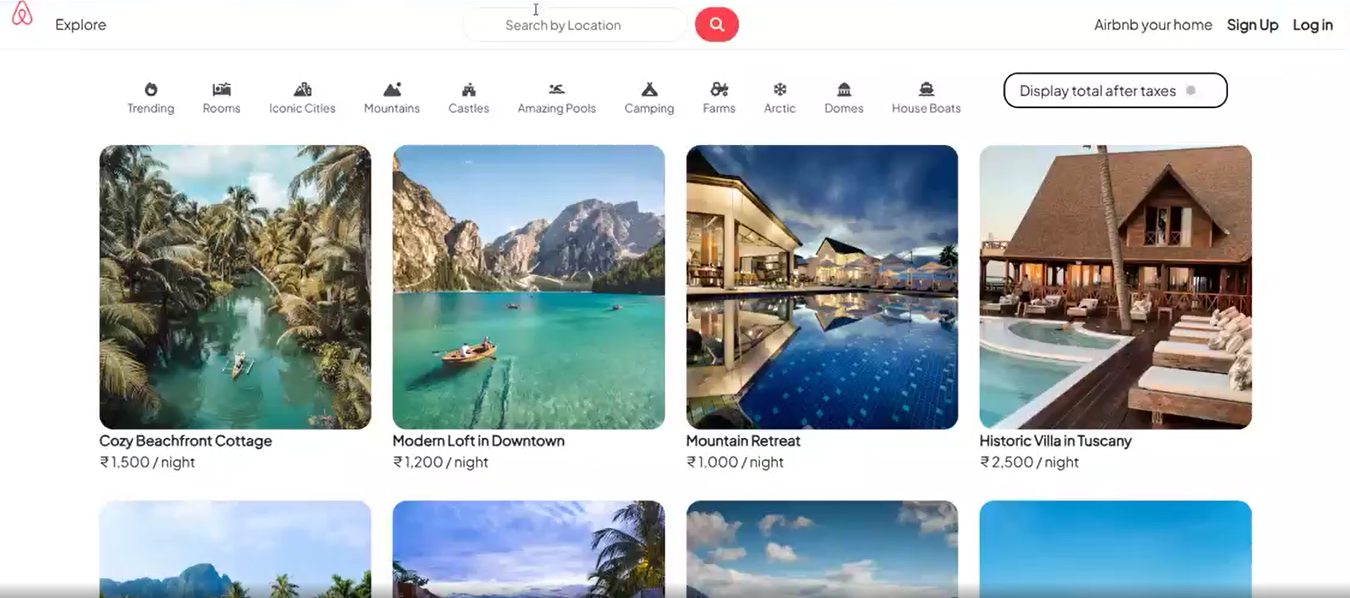 Explore
Search by Location
Airbnb your home Sign Up Log in
Trending Rooms Iconic Cities Mountains Castles Amazing Pools Camping Farms Arctic Domes House Boats
Display total after taxes
Cozy Beachfront Cottage
₹1,500 / night
Modern Loft in Downtown
₹1,200 / night
Mountain Retreat
₹1,000 / night
Historic Villa in Tuscany
₹2,500 / night